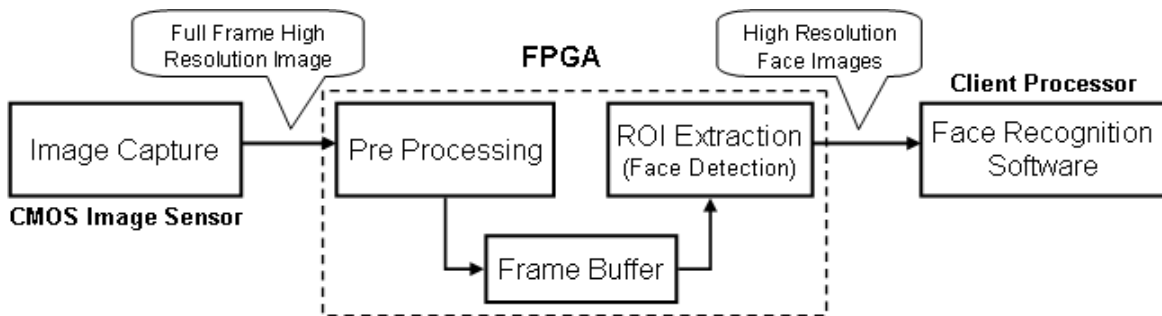 Full Frame High
Resolution Image
FPGA
High Resolution
Face Images
Client Processor
Image Capture
Pre Processing
ROI Extraction
(Face Detection)
Face Recognition
Software
CMOS Image Sensor
Frame Buffer